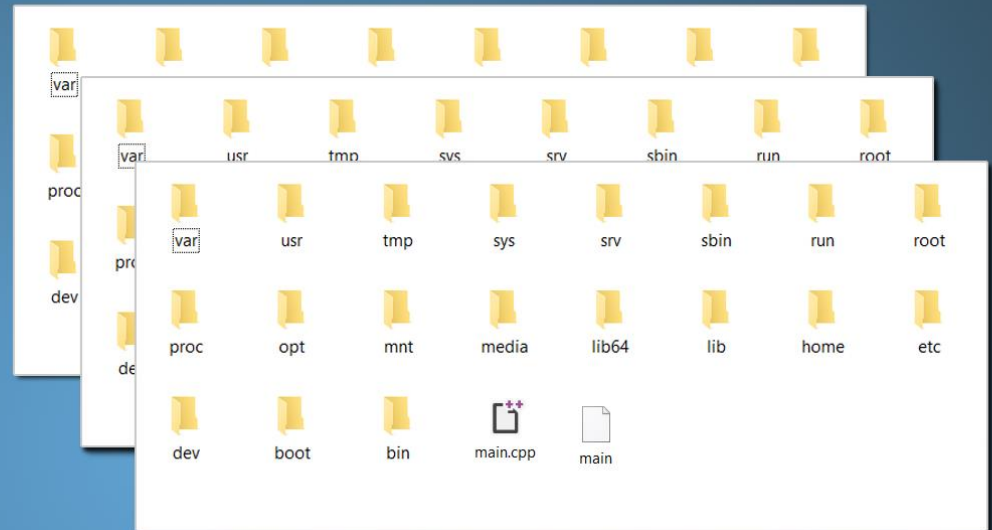 var
proc
dev
var usr tmp sys srv sbin run root
var usr tmp sys srv sbin run root
proc opt mnt media lib64 lib home etc
dev boot bin main.cpp main